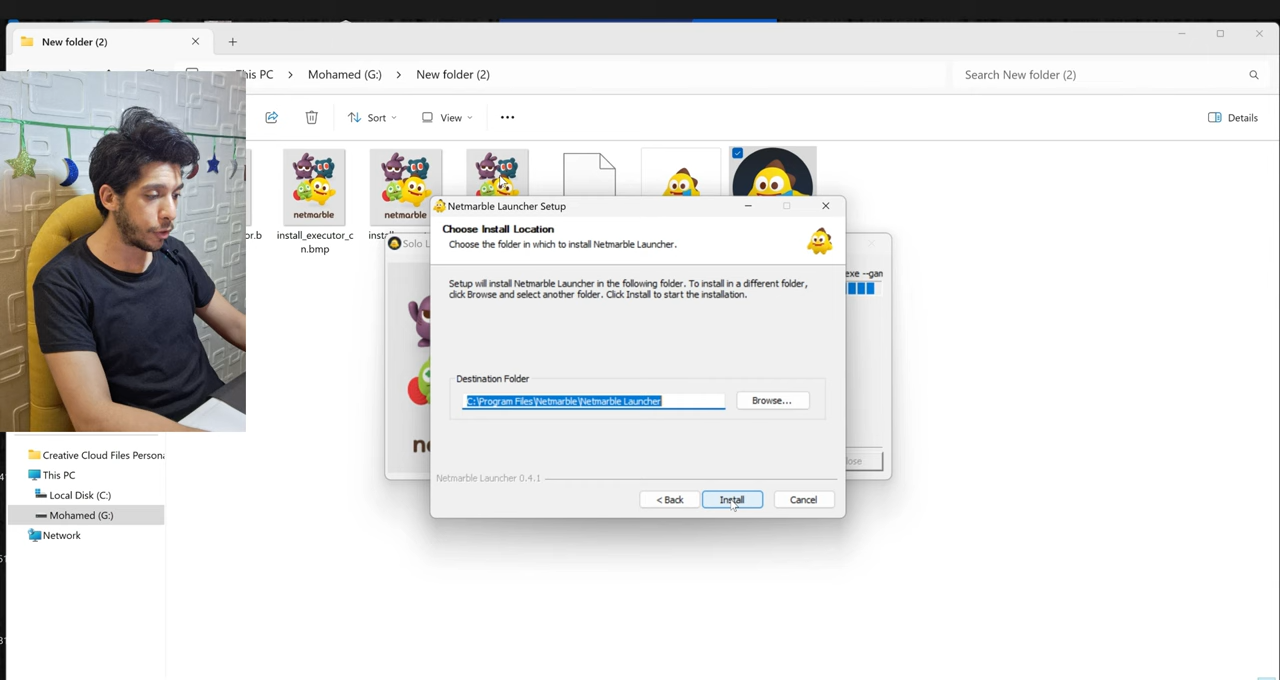 New folder (2)
This PC > Mohamed (G:) > New folder (2)
Search New folder (2)
Sort
View
Details
netmarble
netmarble
install_executor_c
n.bmp
Solo L
Netmarble Launcher Setup
Choose Install Location
Choose the folder in which to install Netmarble Launcher.
Setup will install Netmarble Launcher in the following folder. To install in a different folder,
click Browse and select another folder. Click Install to start the installation.
Destination Folder
C:\Program Files\Netmarble\Netmarble Launcher
Browse...
Netmarble Launcher 0.4.1
< Back
Install
Cancel
Creative Cloud Files Persona
This PC
Local Disk (C:)
Mohamed (G:)
Network